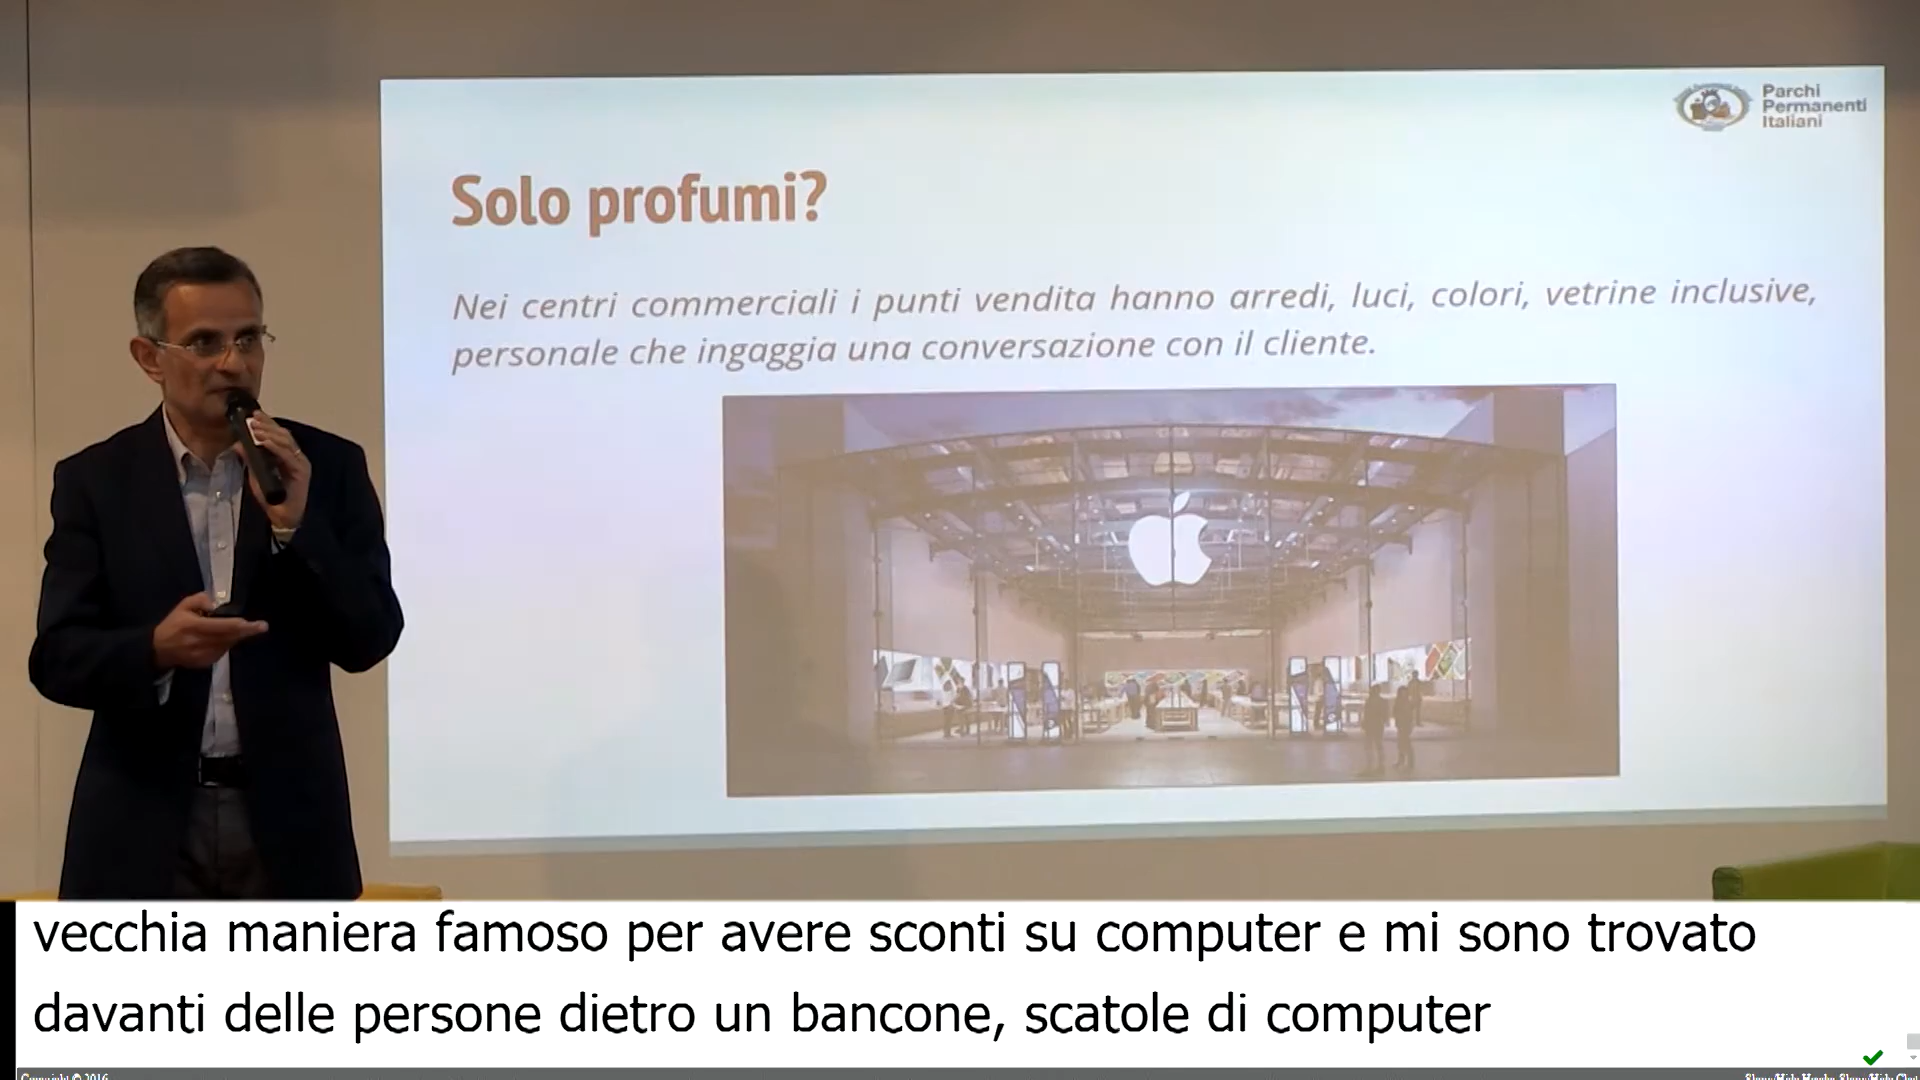 Parchi
Permanenti
Italiani
Solo profumi?
Nei centri commerciali i punti vendita hanno arredi, luci, colori, vetrine inclusive,
personale che ingaggia una conversazione con il cliente.
vecchia maniera famoso per avere sconti su computer e mi sono trovato
davanti delle persone dietro un bancone, scatole di computer
Copyright © 2016